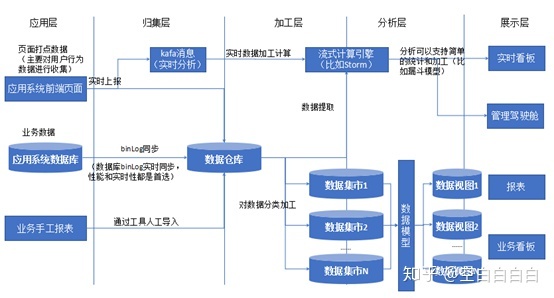 应用层
归集层
加工层
分析层
展示层
页面打点数据
（主要对用户行为
数据进行收集）
kafa消息
（实时分析）
实时数据加工计算
流式计算引擎
（比如Storm）
分析可以支持简单
的统计和加工（比
如漏斗模型）
实时看板
应用系统前端页面
实时上报
数据提取
管理驾驶舱
业务数据
应用系统数据库
binLog同步
（数据库binLog实时同步，
性能和实时性都是首选）
数据仓库
对数据分类加工
数据集市1
数据集市2
数据集市N
数据模型
数据视图1
数据视图2
报表
业务看板
业务手工报表
通过工具人工导入
知乎 @空白白白白